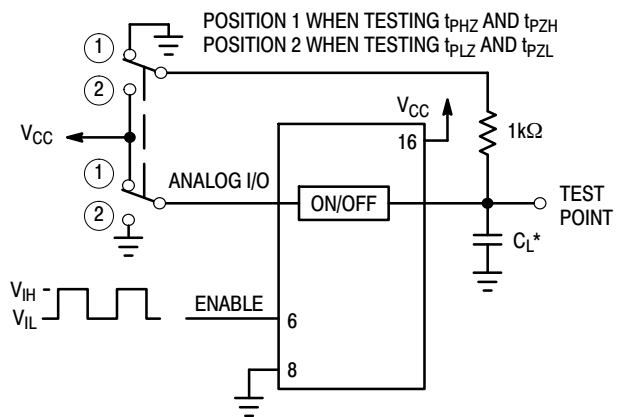 POSITION 1 WHEN TESTING tPHZ AND tPZH
POSITION 2 WHEN TESTING tPLZ AND tPZL
1
2
VCC
VCC
16
1kΩ
1
ANALOG I/O
ON/OFF
TEST
POINT
2
CL*
VIH
VIL
ENABLE
6
8